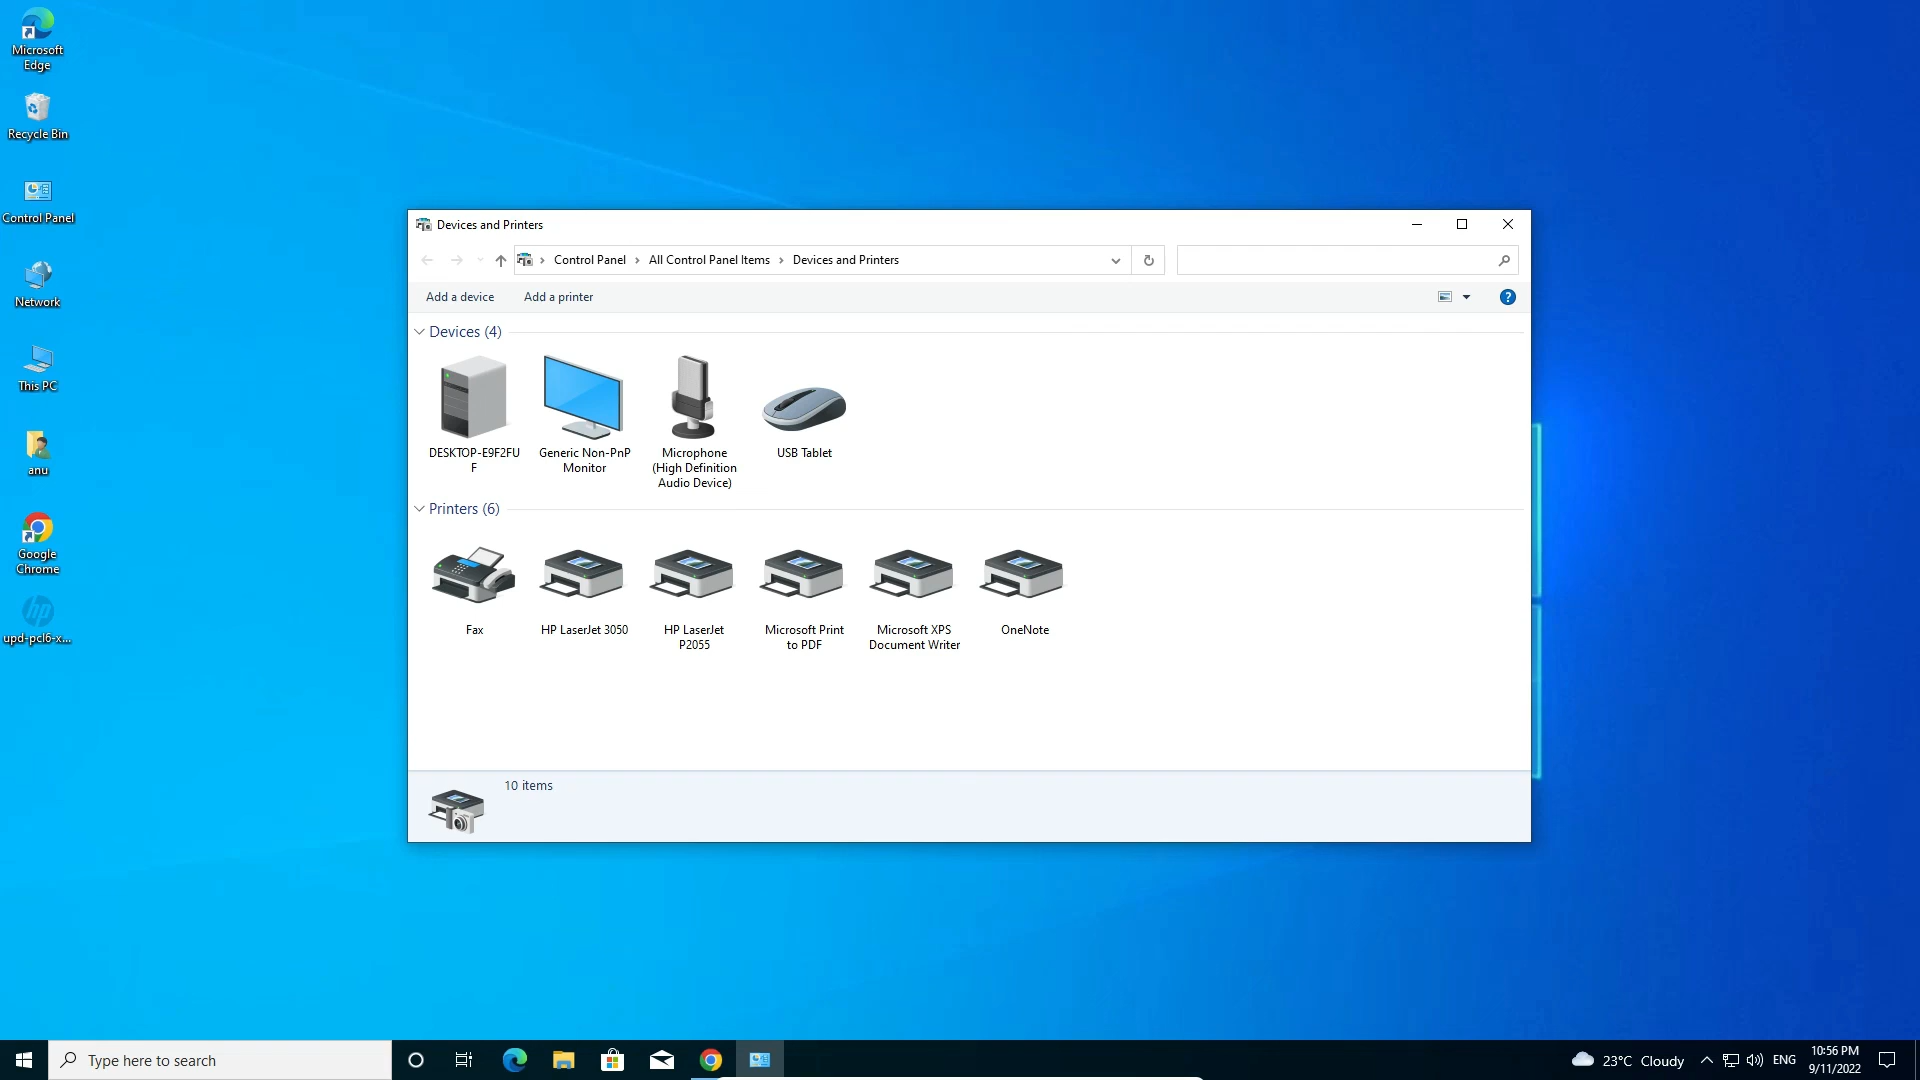 Microsoft
Edge
Recycle Bin
Control Panel
Network
This PC
anu
Google
Chrome
hp
upd-pcl6-x...
Devices and Printers
Control Panel
All Control Panel Items
Devices and Printers
Add a device
Add a printer
?
Devices (4)
DESKTOP-E9F2FU
F
Generic Non-PnP
Monitor
Microphone
(High Definition
Audio Device)
USB Tablet
Printers (6)
Fax
HP LaserJet 3050
HP LaserJet
P2055
Microsoft Print
to PDF
Microsoft XPS
Document Writer
OneNote
10 items
Type here to search
23°C Cloudy
ENG
10:56 PM
9/11/2022